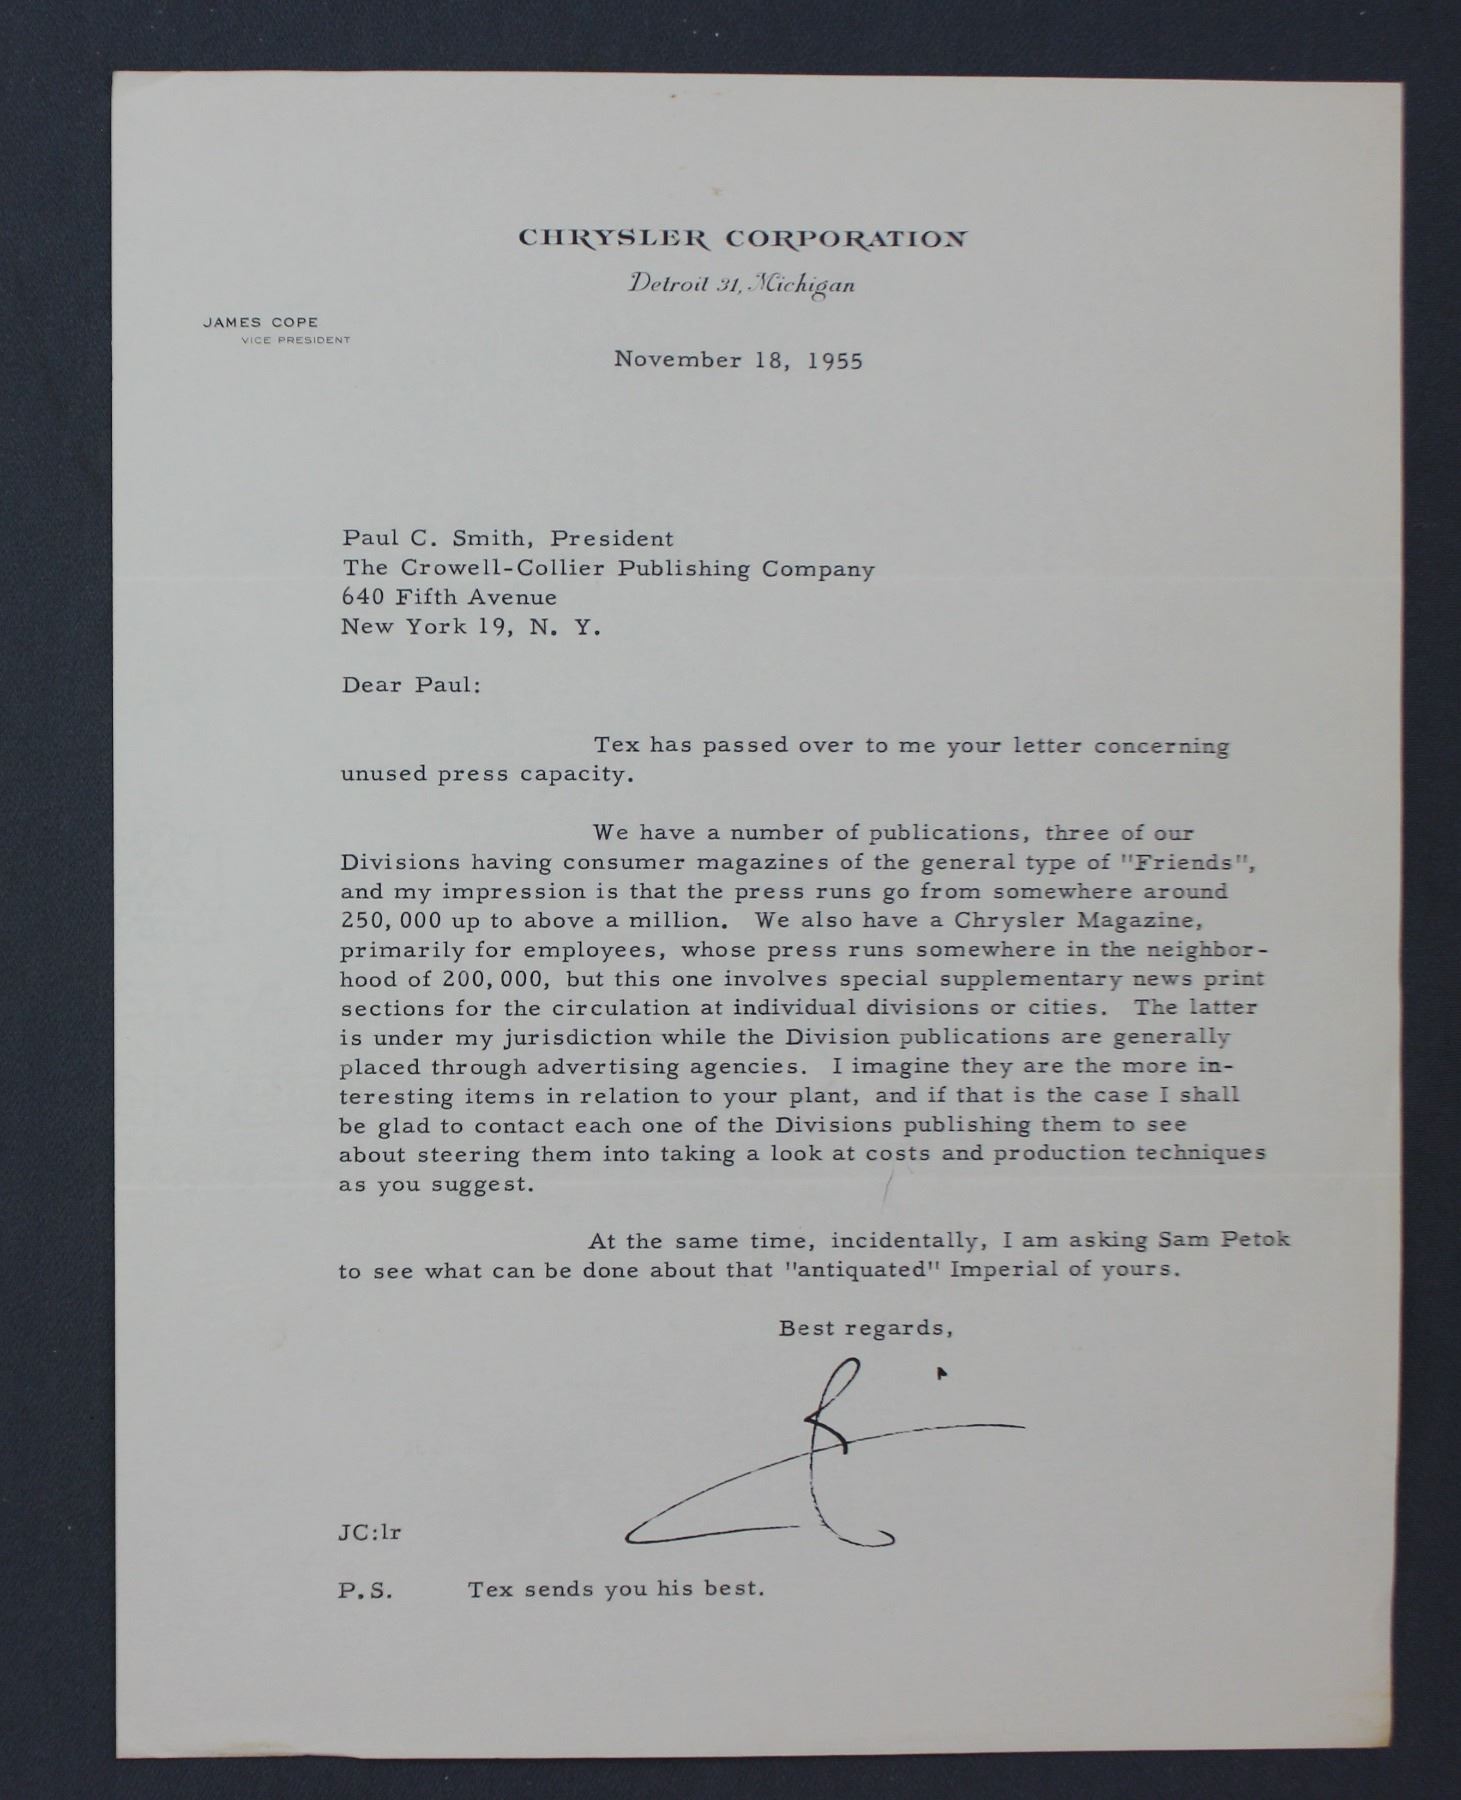 CHRYSLER CORPORATION
Detroit 31, Michigan
JAMES COPE
VICE PRESIDENT
November 18, 1955
Paul C. Smith, President
The Crowell-Collier Publishing Company
640 Fifth Avenue
New York 19, N. Y.
Dear Paul:
Tex has passed over to me your letter concerning
unused press capacity.
We have a number of publications, three of our
Divisions having consumer magazines of the general type of "Friends",
and my impression is that the press runs go from somewhere around
250,000 up to above a million. We also have a Chrysler Magazine,
primarily for employees, whose press runs somewhere in the neighbor-
hood of 200,000, but this one involves special supplementary news print
sections for the circulation at individual divisions or cities. The latter
is under my jurisdiction while the Division publications are generally
placed through advertising agencies. I imagine they are the more in-
teresting items in relation to your plant, and if that is the case I shall
be glad to contact each one of the Divisions publishing them to see
about steering them into taking a look at costs and production techniques
as you suggest.
At the same time, incidentally, I am asking Sam Petok
to see what can be done about that "antiquated" Imperial of yours.
Best regards,
JC:lr
P.S. Tex sends you his best.